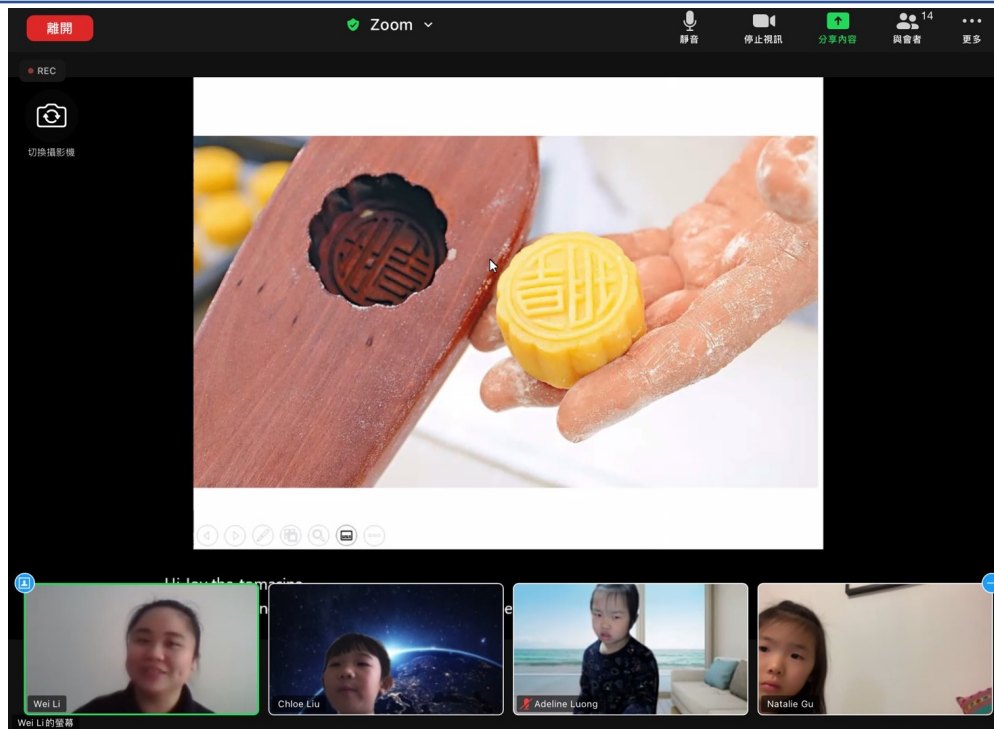 離開
Zoom
靜音
停止視訊
分享內容
14
與會者
更多
REC
切換攝影機
Wei Li
Chloe Liu
Adeline Luong
Natalie Gu
Wei Li的螢幕